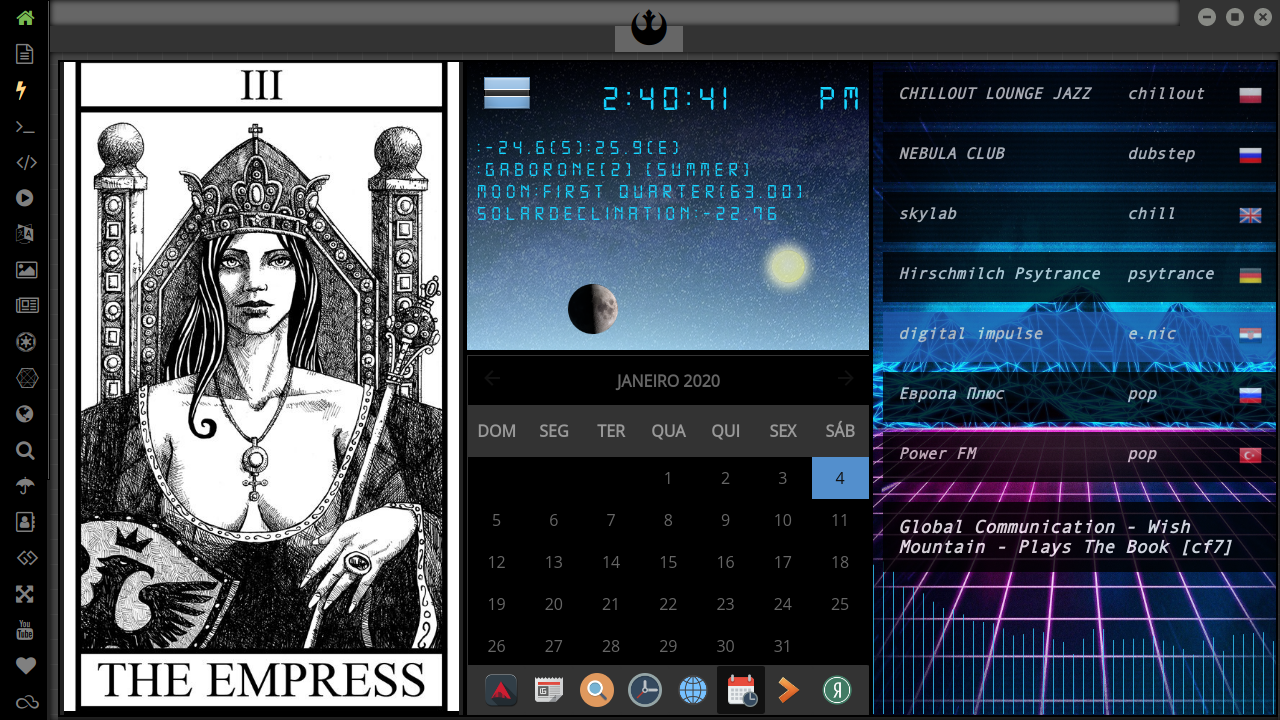 III
THE EMPRESS
2:40:41 PM
:-24.6(S):25.9(E)
:GABORONE(2) [SUMMER]
MOON:FIRST QUARTER(63.00).
SOLARDECLINATION:-22.76
JANEIRO 2020
DOM SEG TER QUA QUI SEX SÁB
1 2 3 4
5 6 7 8 9 10 11
12 13 14 15 16 17 18
19 20 21 22 23 24 25
26 27 28 29 30 31
CHILLOUT LOUNGE JAZZ chillout
NEBULA CLUB dubstep
skylab chill
Hirschmilch Psytrance psytrance
digital impulse e.nic
Европа Плюс pop
Power FM pop
Global Communication - Wish
Mountain - Plays The Book [cf7]
You
Tube
Я